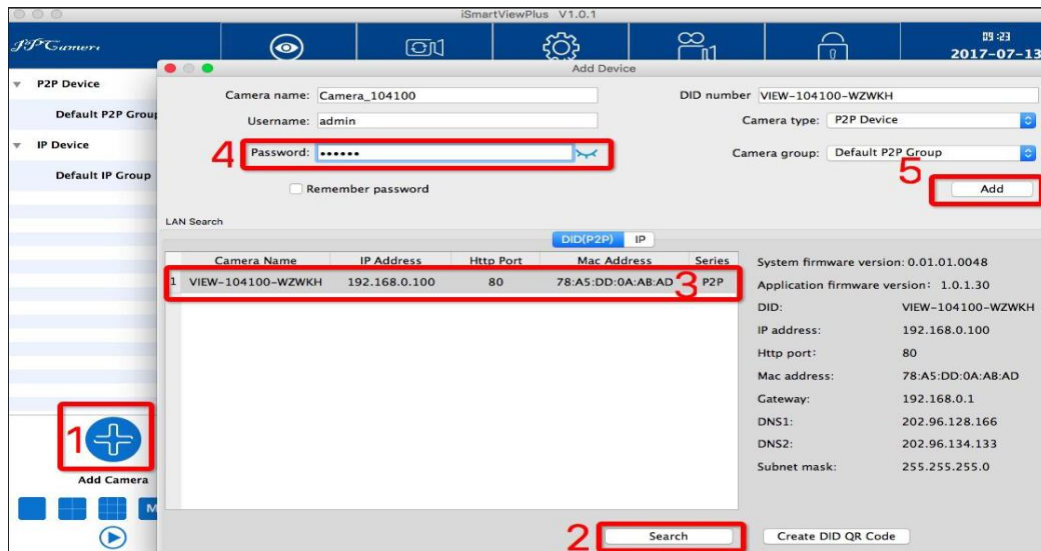 iSmartViewPlus V1.0.1
09:23
2017-07-13
P2P Device
Default P2P Group
IP Device
Default IP Group
1
Add Camera
M
Add Device
Camera name: Camera_104100
DID number VIEW-104100-WZWKH
Username: admin
Camera type: P2P Device
4
Password: ••••••
Camera group: Default P2P Group
5
Remember password
Add
LAN Search
DID(P2P) IP
Camera Name IP Address Http Port Mac Address Series
1 VIEW-104100-WZWKH 192.168.0.100 80 78:A5:DD:0A:AB:AD 3 P2P
System firmware version: 0.01.01.0048
Application firmware version: 1.0.1.30
DID: VIEW-104100-WZWKH
IP address: 192.168.0.100
Http port: 80
Mac address: 78:A5:DD:0A:AB:AD
Gateway: 192.168.0.1
DNS1: 202.96.128.166
DNS2: 202.96.134.133
Subnet mask: 255.255.255.0
2
Search
Create DID QR Code